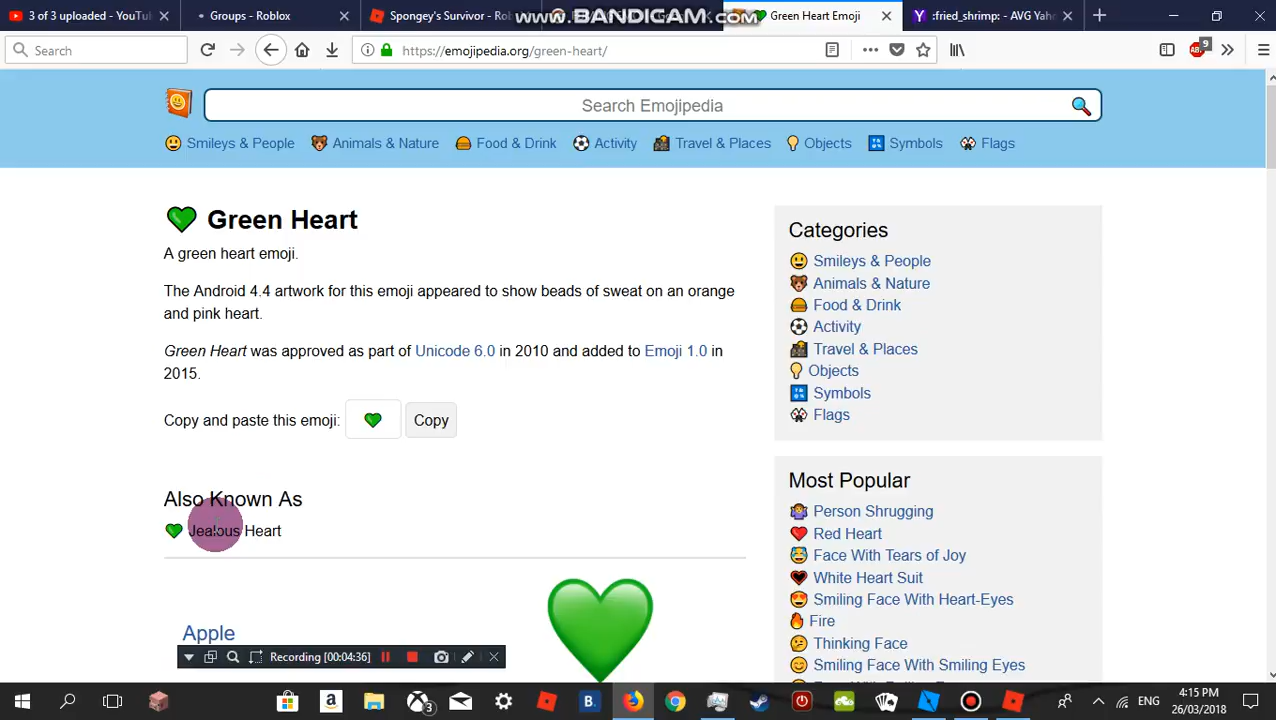 3 of 3 uploaded - YouTu
Groups - Roblox
Spongey's Survivor - Rob
www.BANDICAM.com
Green Heart Emoji
:fried_shrimp: - AVG Yah
Search
https://emojipedia.org/green-heart/
9
Search Emojipedia
Smileys & People
Animals & Nature
Food & Drink
Activity
Travel & Places
Objects
Symbols
Flags
Green Heart
A green heart emoji.
The Android 4.4 artwork for this emoji appeared to show beads of sweat on an orange
and pink heart.
Green Heart was approved as part of Unicode 6.0 in 2010 and added to Emoji 1.0 in
2015.
Copy and paste this emoji:
Copy
Also Known As
Jealous Heart
Apple
Categories
Smileys & People
Animals & Nature
Food & Drink
Activity
Travel & Places
Objects
Symbols
Flags
Most Popular
Person Shrugging
Red Heart
Face With Tears of Joy
White Heart Suit
Smiling Face With Heart-Eyes
Fire
Thinking Face
Smiling Face With Smiling Eyes
Recording [00:04:36]
3
B.
ENG
4:15 PM
26/03/2018